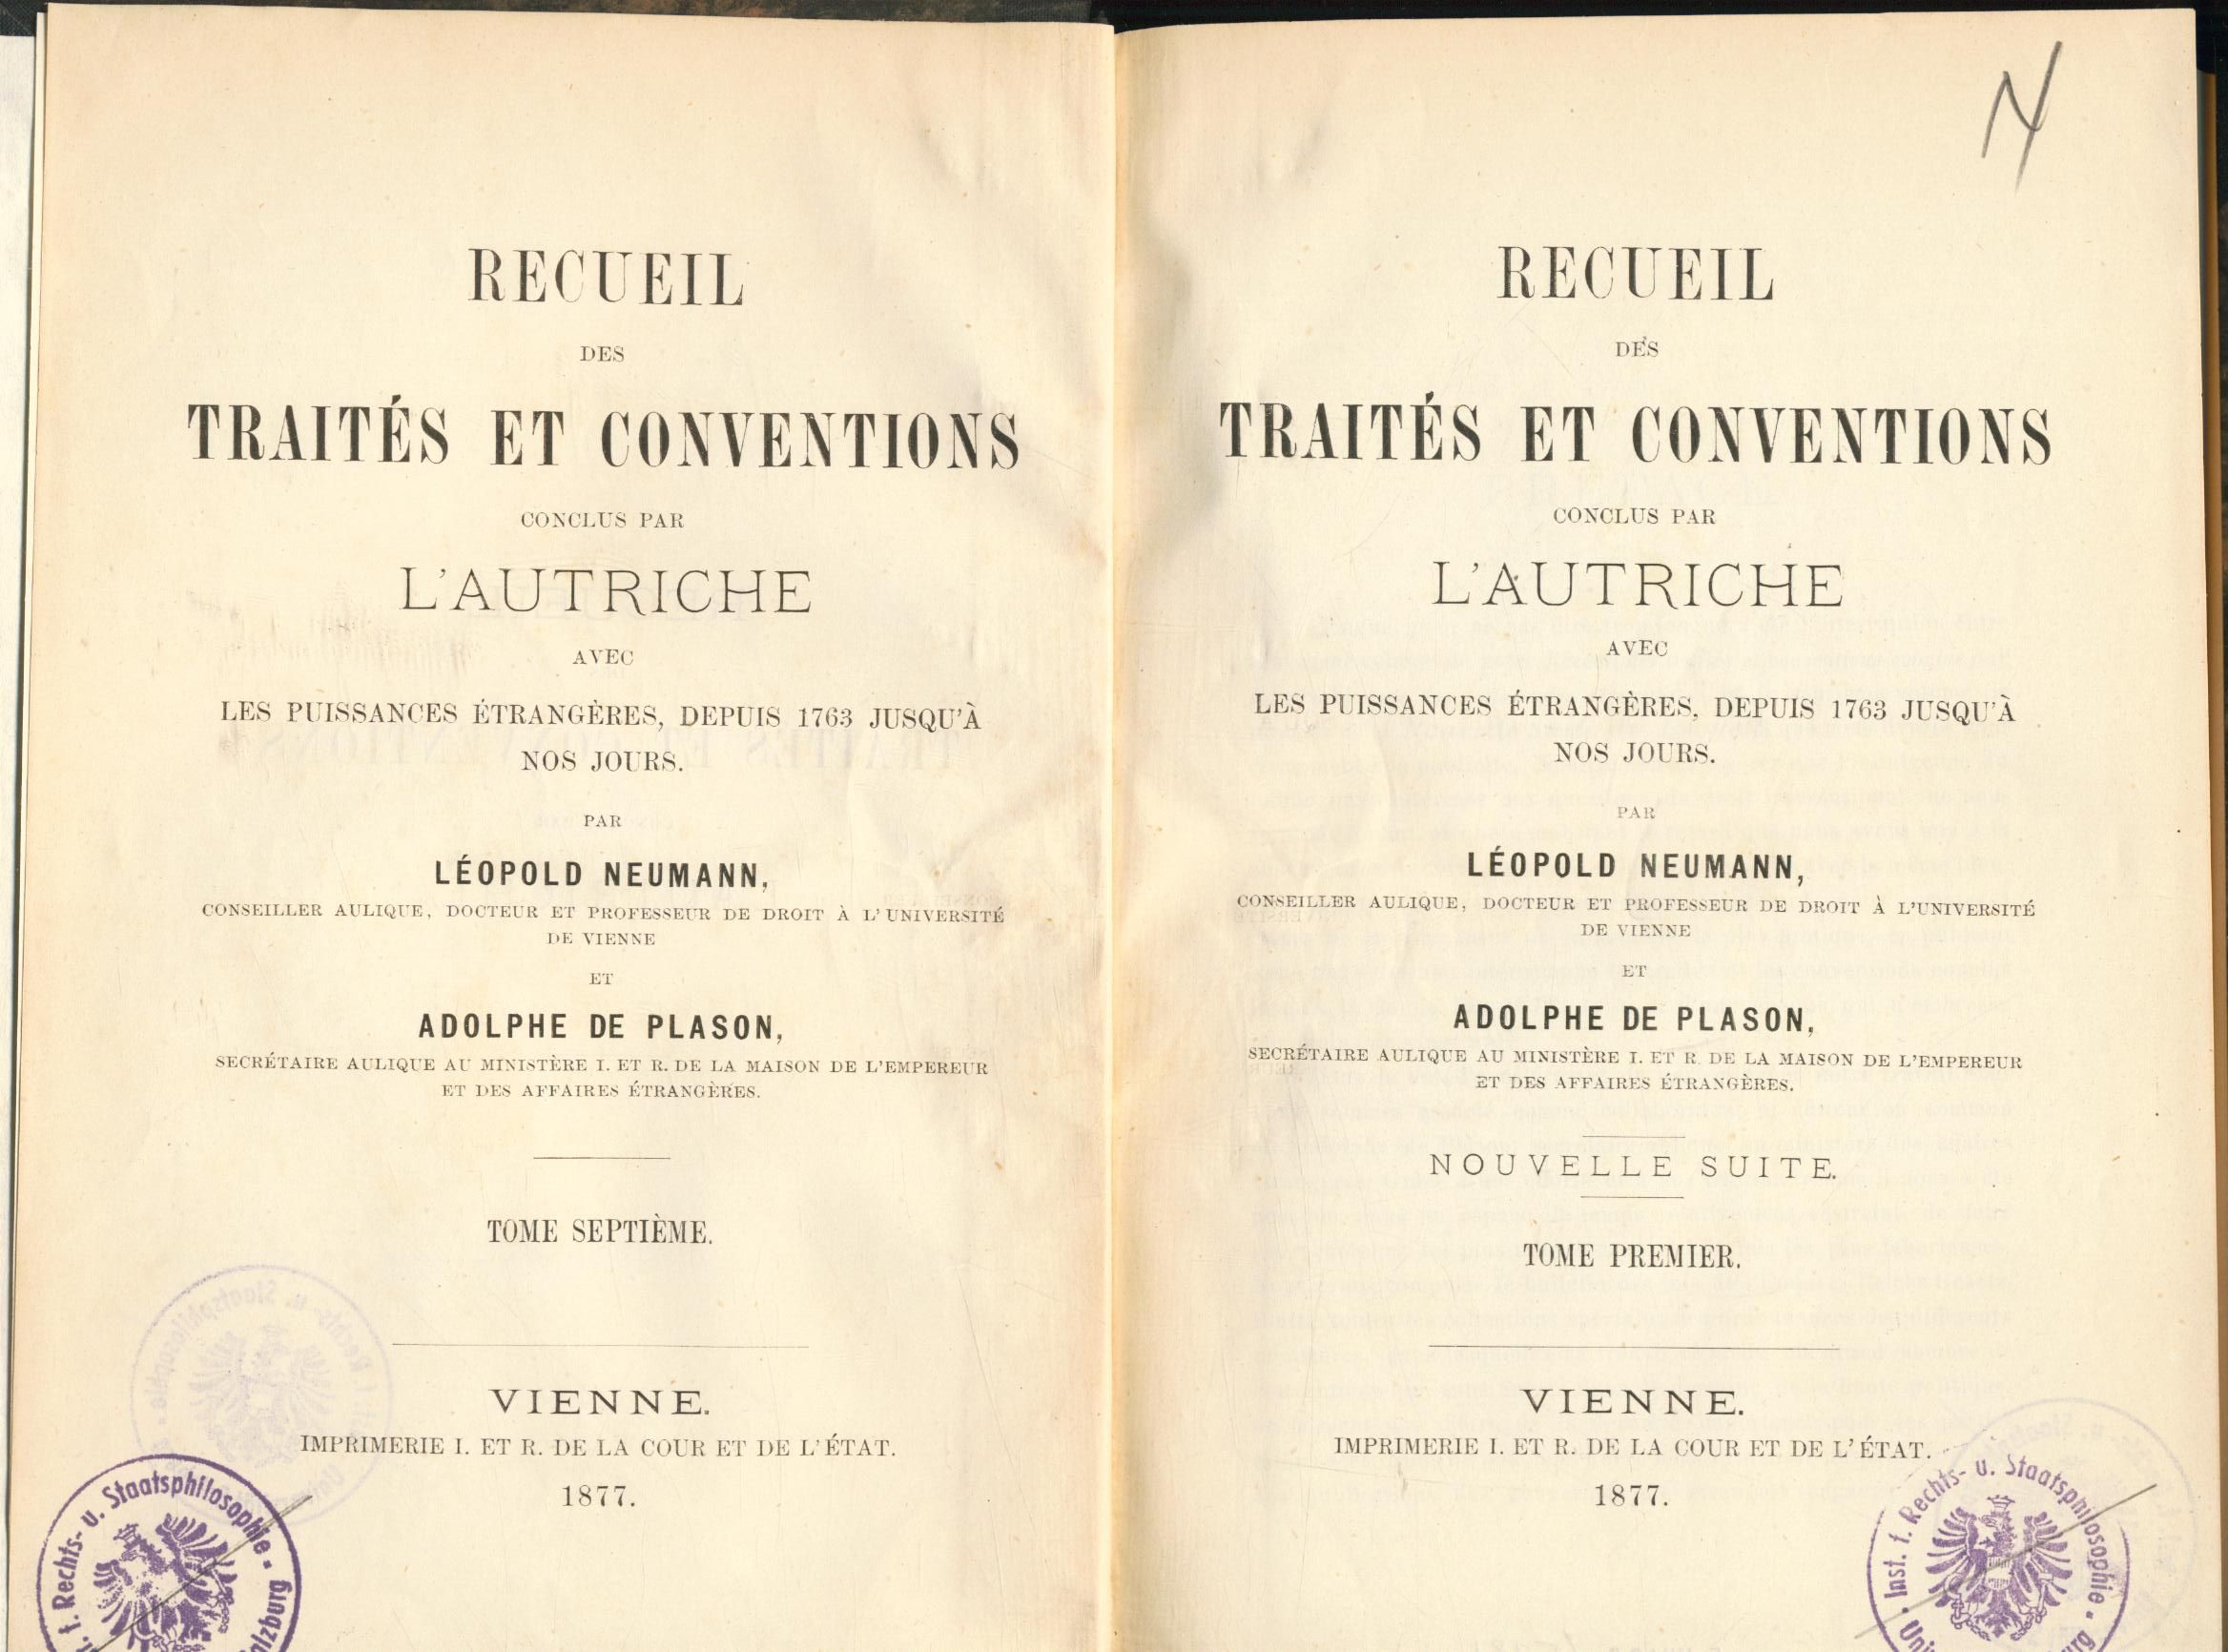 RECUEIL
DES
TRAITÉS ET CONVENTIONS
CONCLUS PAR
L'AUTRICHE
AVEC
LES PUISSANCES ÉTRANGÈRES, DEPUIS 1763 JUSQU'À
NOS JOURS.
PAR
LÉOPOLD NEUMANN,
CONSEILLER AULIQUE, DOCTEUR ET PROFESSEUR DE DROIT À L'UNIVERSITÉ
DE VIENNE
ET
ADOLPHE DE PLASON,
SECRÉTAIRE AULIQUE AU MINISTÈRE I. ET R. DE LA MAISON DE L'EMPEREUR
ET DES AFFAIRES ÉTRANGÈRES.
TOME SEPTIÈME.
VIENNE.
IMPRIMERIE I. ET R. DE LA COUR ET DE L'ÉTAT.
1877.
f. Rechts- u. Staatsphilosophie
RECUEIL
DES
TRAITÉS ET CONVENTIONS
CONCLUS PAR
L'AUTRICHE
AVEC
LES PUISSANCES ÉTRANGÈRES, DEPUIS 1763 JUSQU'À
NOS JOURS.
PAR
LÉOPOLD NEUMANN,
CONSEILLER AULIQUE, DOCTEUR ET PROFESSEUR DE DROIT À L'UNIVERSITÉ
DE VIENNE
ET
ADOLPHE DE PLASON,
SECRÉTAIRE AULIQUE AU MINISTÈRE I. ET R. DE LA MAISON DE L'EMPEREUR
ET DES AFFAIRES ÉTRANGÈRES.
NOUVELLE SUITE.
TOME PREMIER.
VIENNE.
IMPRIMERIE I. ET R. DE LA COUR ET DE L'ÉTAT.
1877.
Inst. f. Rechts- u. Staatsphilosophie